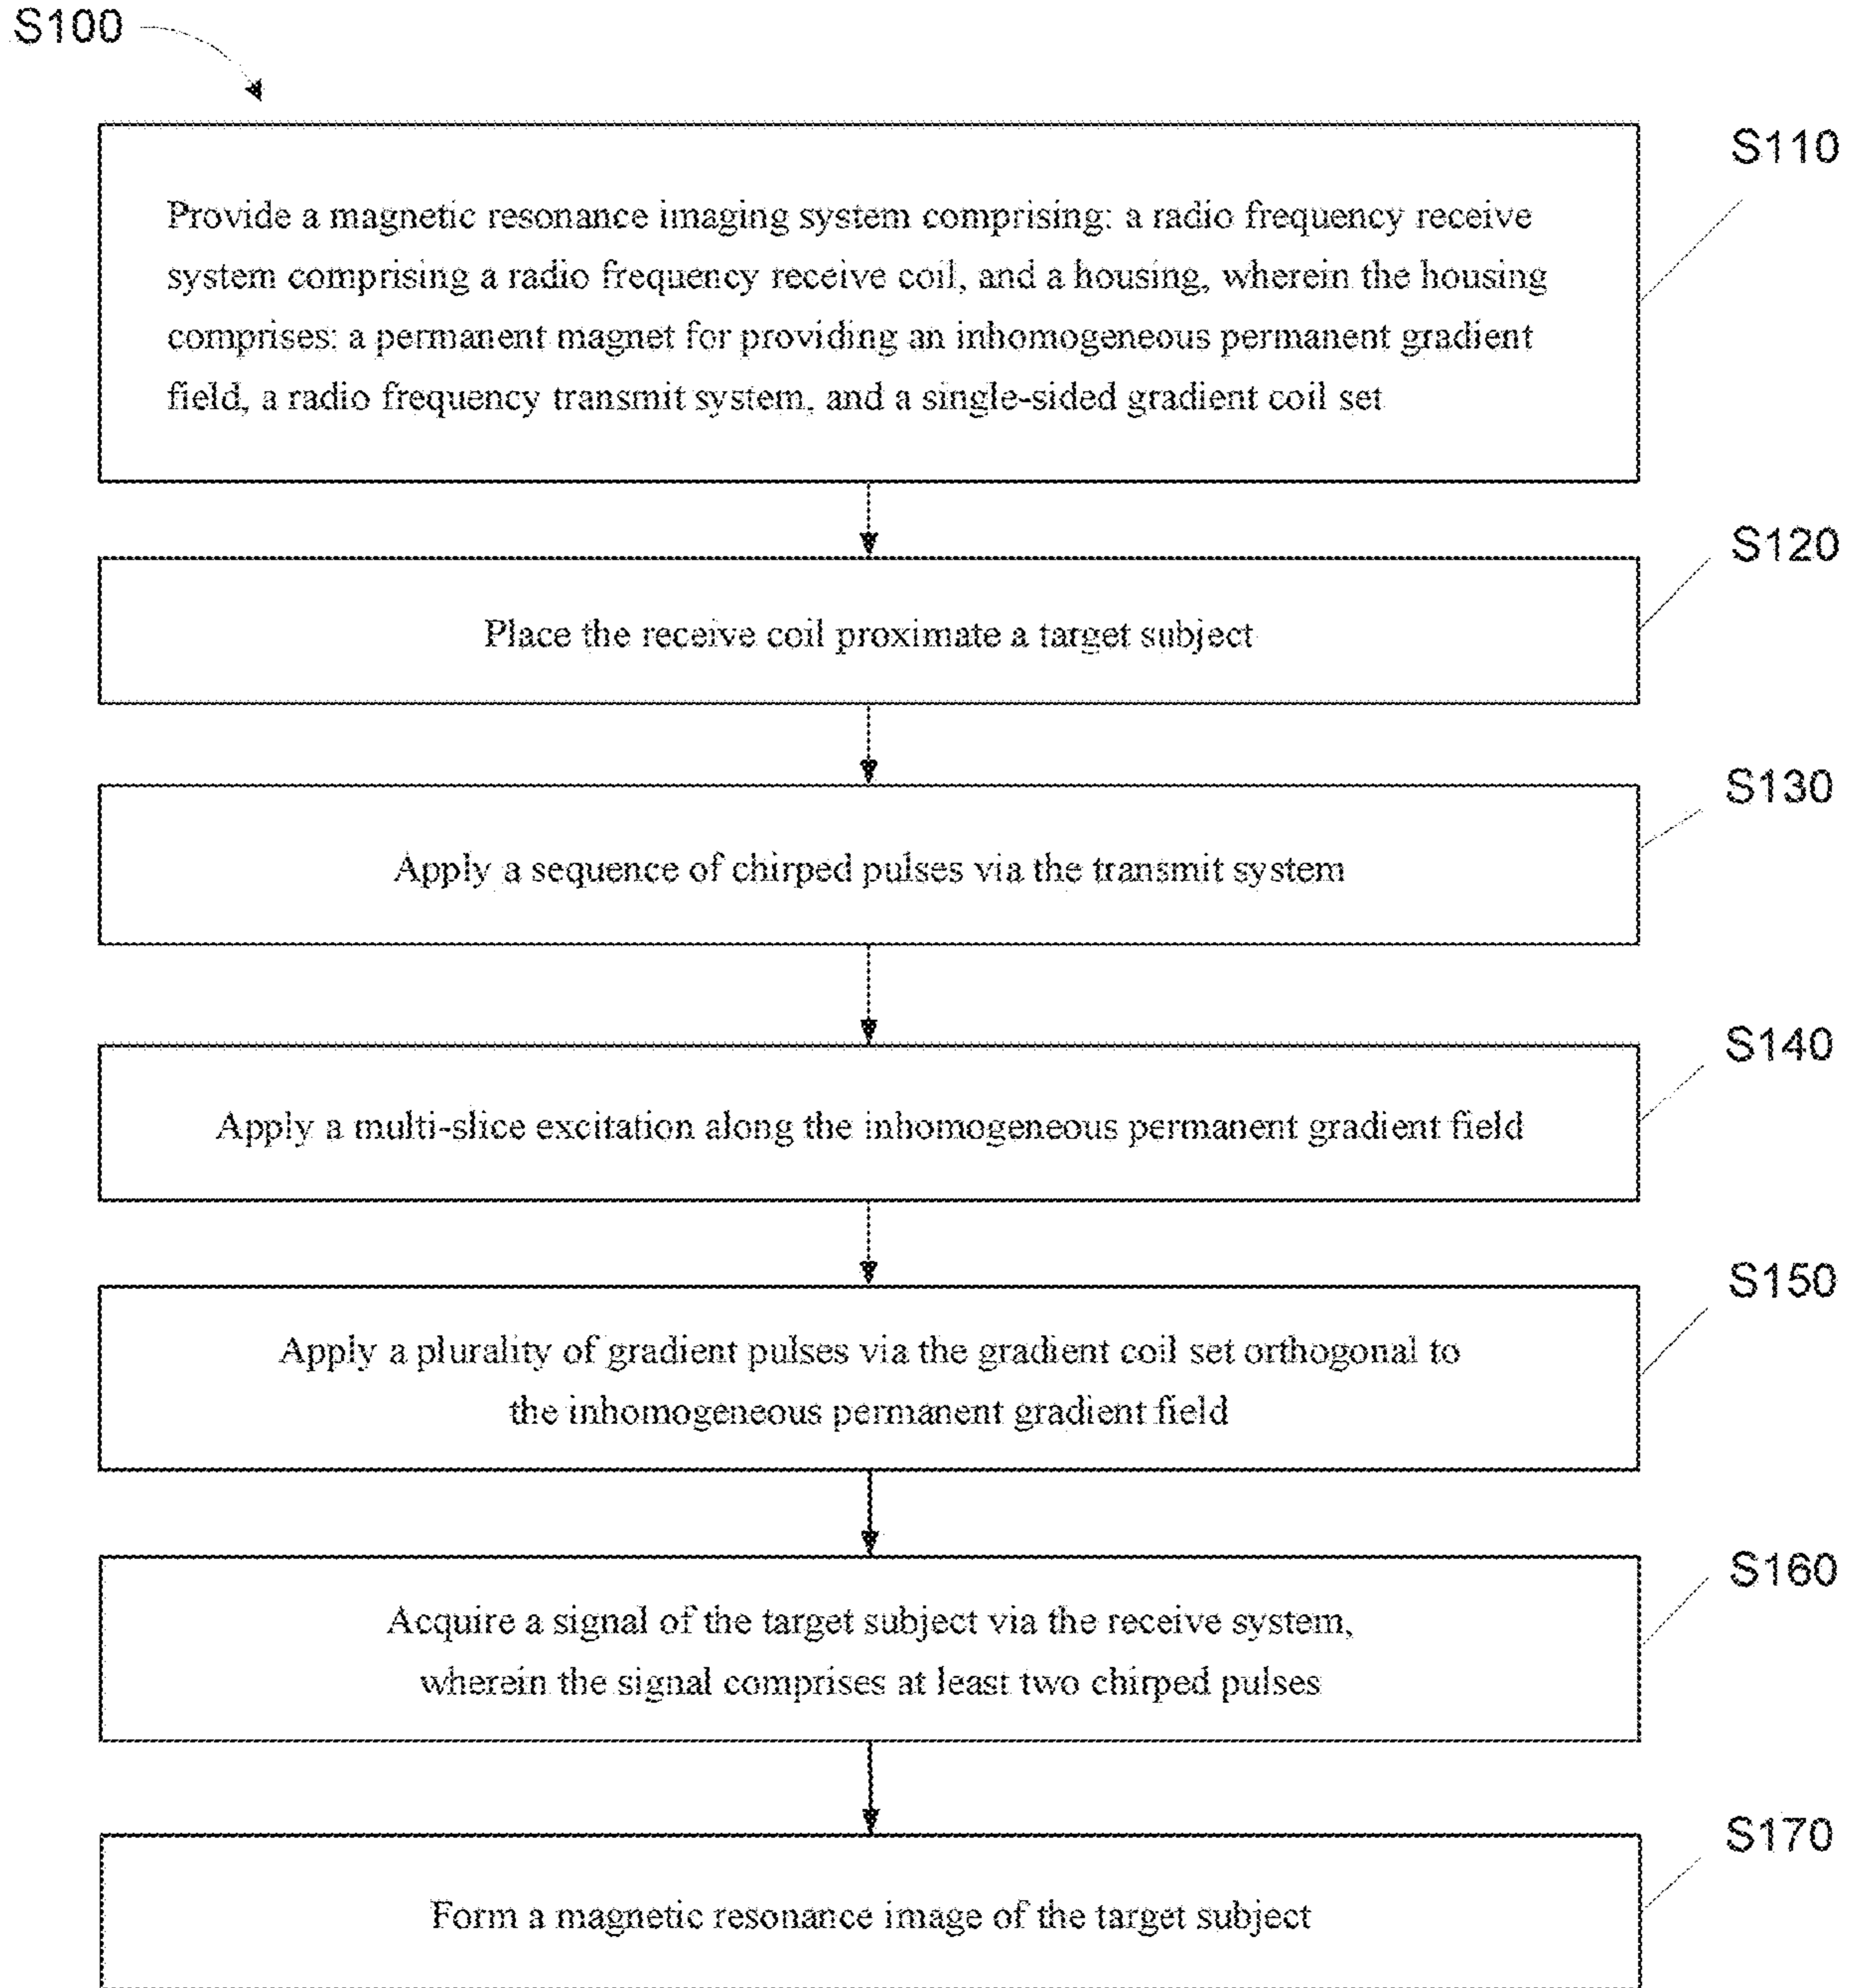 S100
S110
Provide a magnetic resonance imaging system comprising: a radio frequency receive
system comprising a radio frequency receive coil, and a housing, wherein the housing
comprises: a permanent magnet for providing an inhomogeneous permanent gradient
field, a radio frequency transmit system, and a single-sided gradient coil set
S120
Place the receive coil proximate a target subject
S130
Apply a sequence of chirped pulses via the transmit system
S140
Apply a multi-slice excitation along the inhomogeneous permanent gradient field
S150
Apply a plurality of gradient pulses via the gradient coil set orthogonal to
the inhomogeneous permanent gradient field
S160
Acquire a signal of the target subject via the receive system,
wherein the signal comprises at least two chirped pulses
S170
Form a magnetic resonance image of the target subject